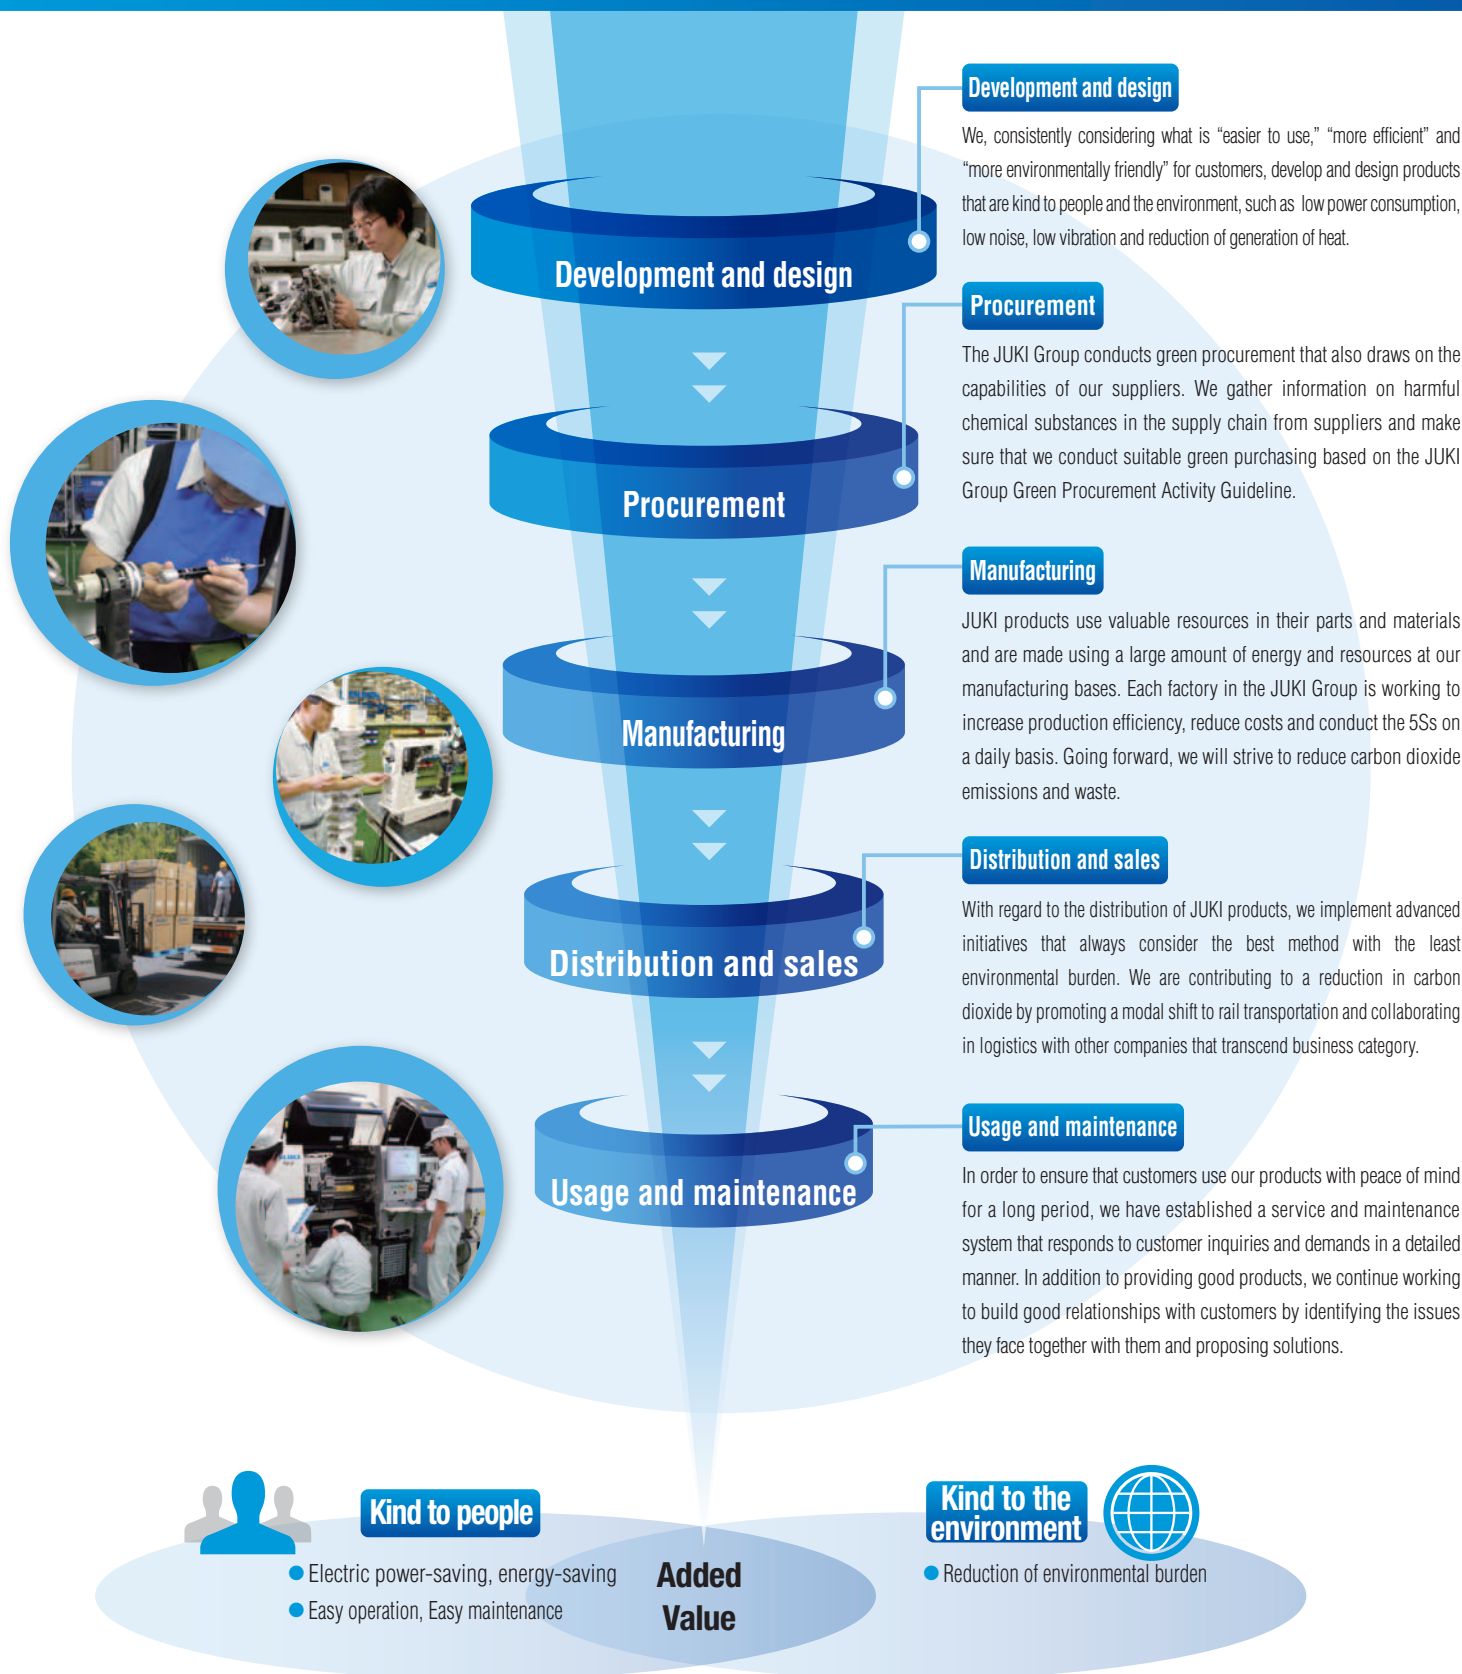 Development and design
We, consistently considering what is “easier to use,” “more efficient” and
“more environmentally friendly” for customers, develop and design products
that are kind to people and the environment, such as low power consumption,
low noise, low vibration and reduction of generation of heat.
Development and design
Procurement
The JUKI Group conducts green procurement that also draws on the
capabilities of our suppliers. We gather information on harmful
chemical substances in the supply chain from suppliers and make
sure that we conduct suitable green purchasing based on the JUKI
Group Green Procurement Activity Guideline.
Procurement
Manufacturing
JUKI products use valuable resources in their parts and materials
and are made using a large amount of energy and resources at our
manufacturing bases. Each factory in the JUKI Group is working to
increase production efficiency, reduce costs and conduct the 5Ss on
a daily basis. Going forward, we will strive to reduce carbon dioxide
emissions and waste.
Manufacturing
Distribution and sales
With regard to the distribution of JUKI products, we implement advanced
initiatives that always consider the best method with the least
environmental burden. We are contributing to a reduction in carbon
dioxide by promoting a modal shift to rail transportation and collaborating
in logistics with other companies that transcend business category.
Distribution and sales
Usage and maintenance
In order to ensure that customers use our products with peace of mind
for a long period, we have established a service and maintenance
system that responds to customer inquiries and demands in a detailed
manner. In addition to providing good products, we continue working
to build good relationships with customers by identifying the issues
they face together with them and proposing solutions.
Usage and maintenance
Kind to people
● Electric power-saving, energy-saving
● Easy operation, Easy maintenance
Added
Value
Kind to the
environment
● Reduction of environmental burden